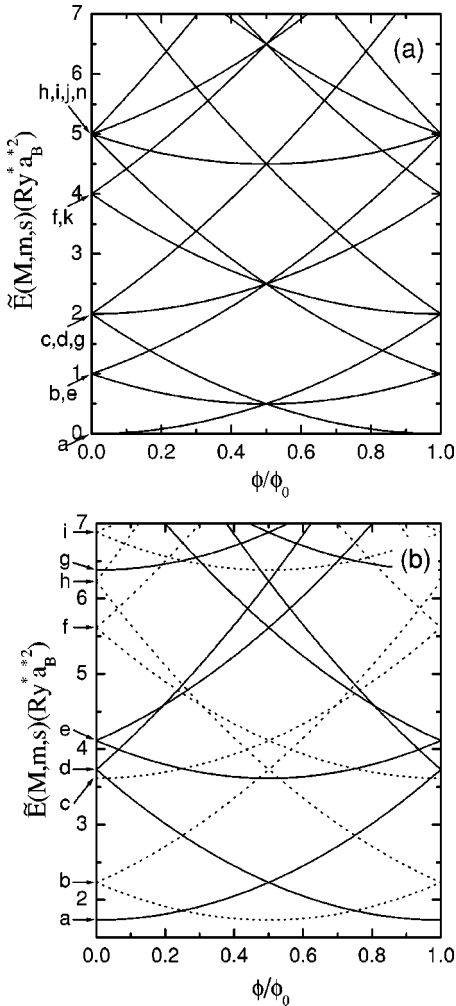 7
(a)
6
h,i,j,n
5
f,k
4
3
c,d,g
2
b,e
1
a
0
Ẽ(M,m,s)(Ry* a_B*²)
0.0 0.2 0.4 0.6 0.8 1.0
ϕ/ϕ₀
7
i
(b)
g
h
6
f
5
e
4
d
c
3
b
2
a
Ẽ(M,m,s)(Ry* a_B*²)
0.0 0.2 0.4 0.6 0.8 1.0
ϕ/ϕ₀